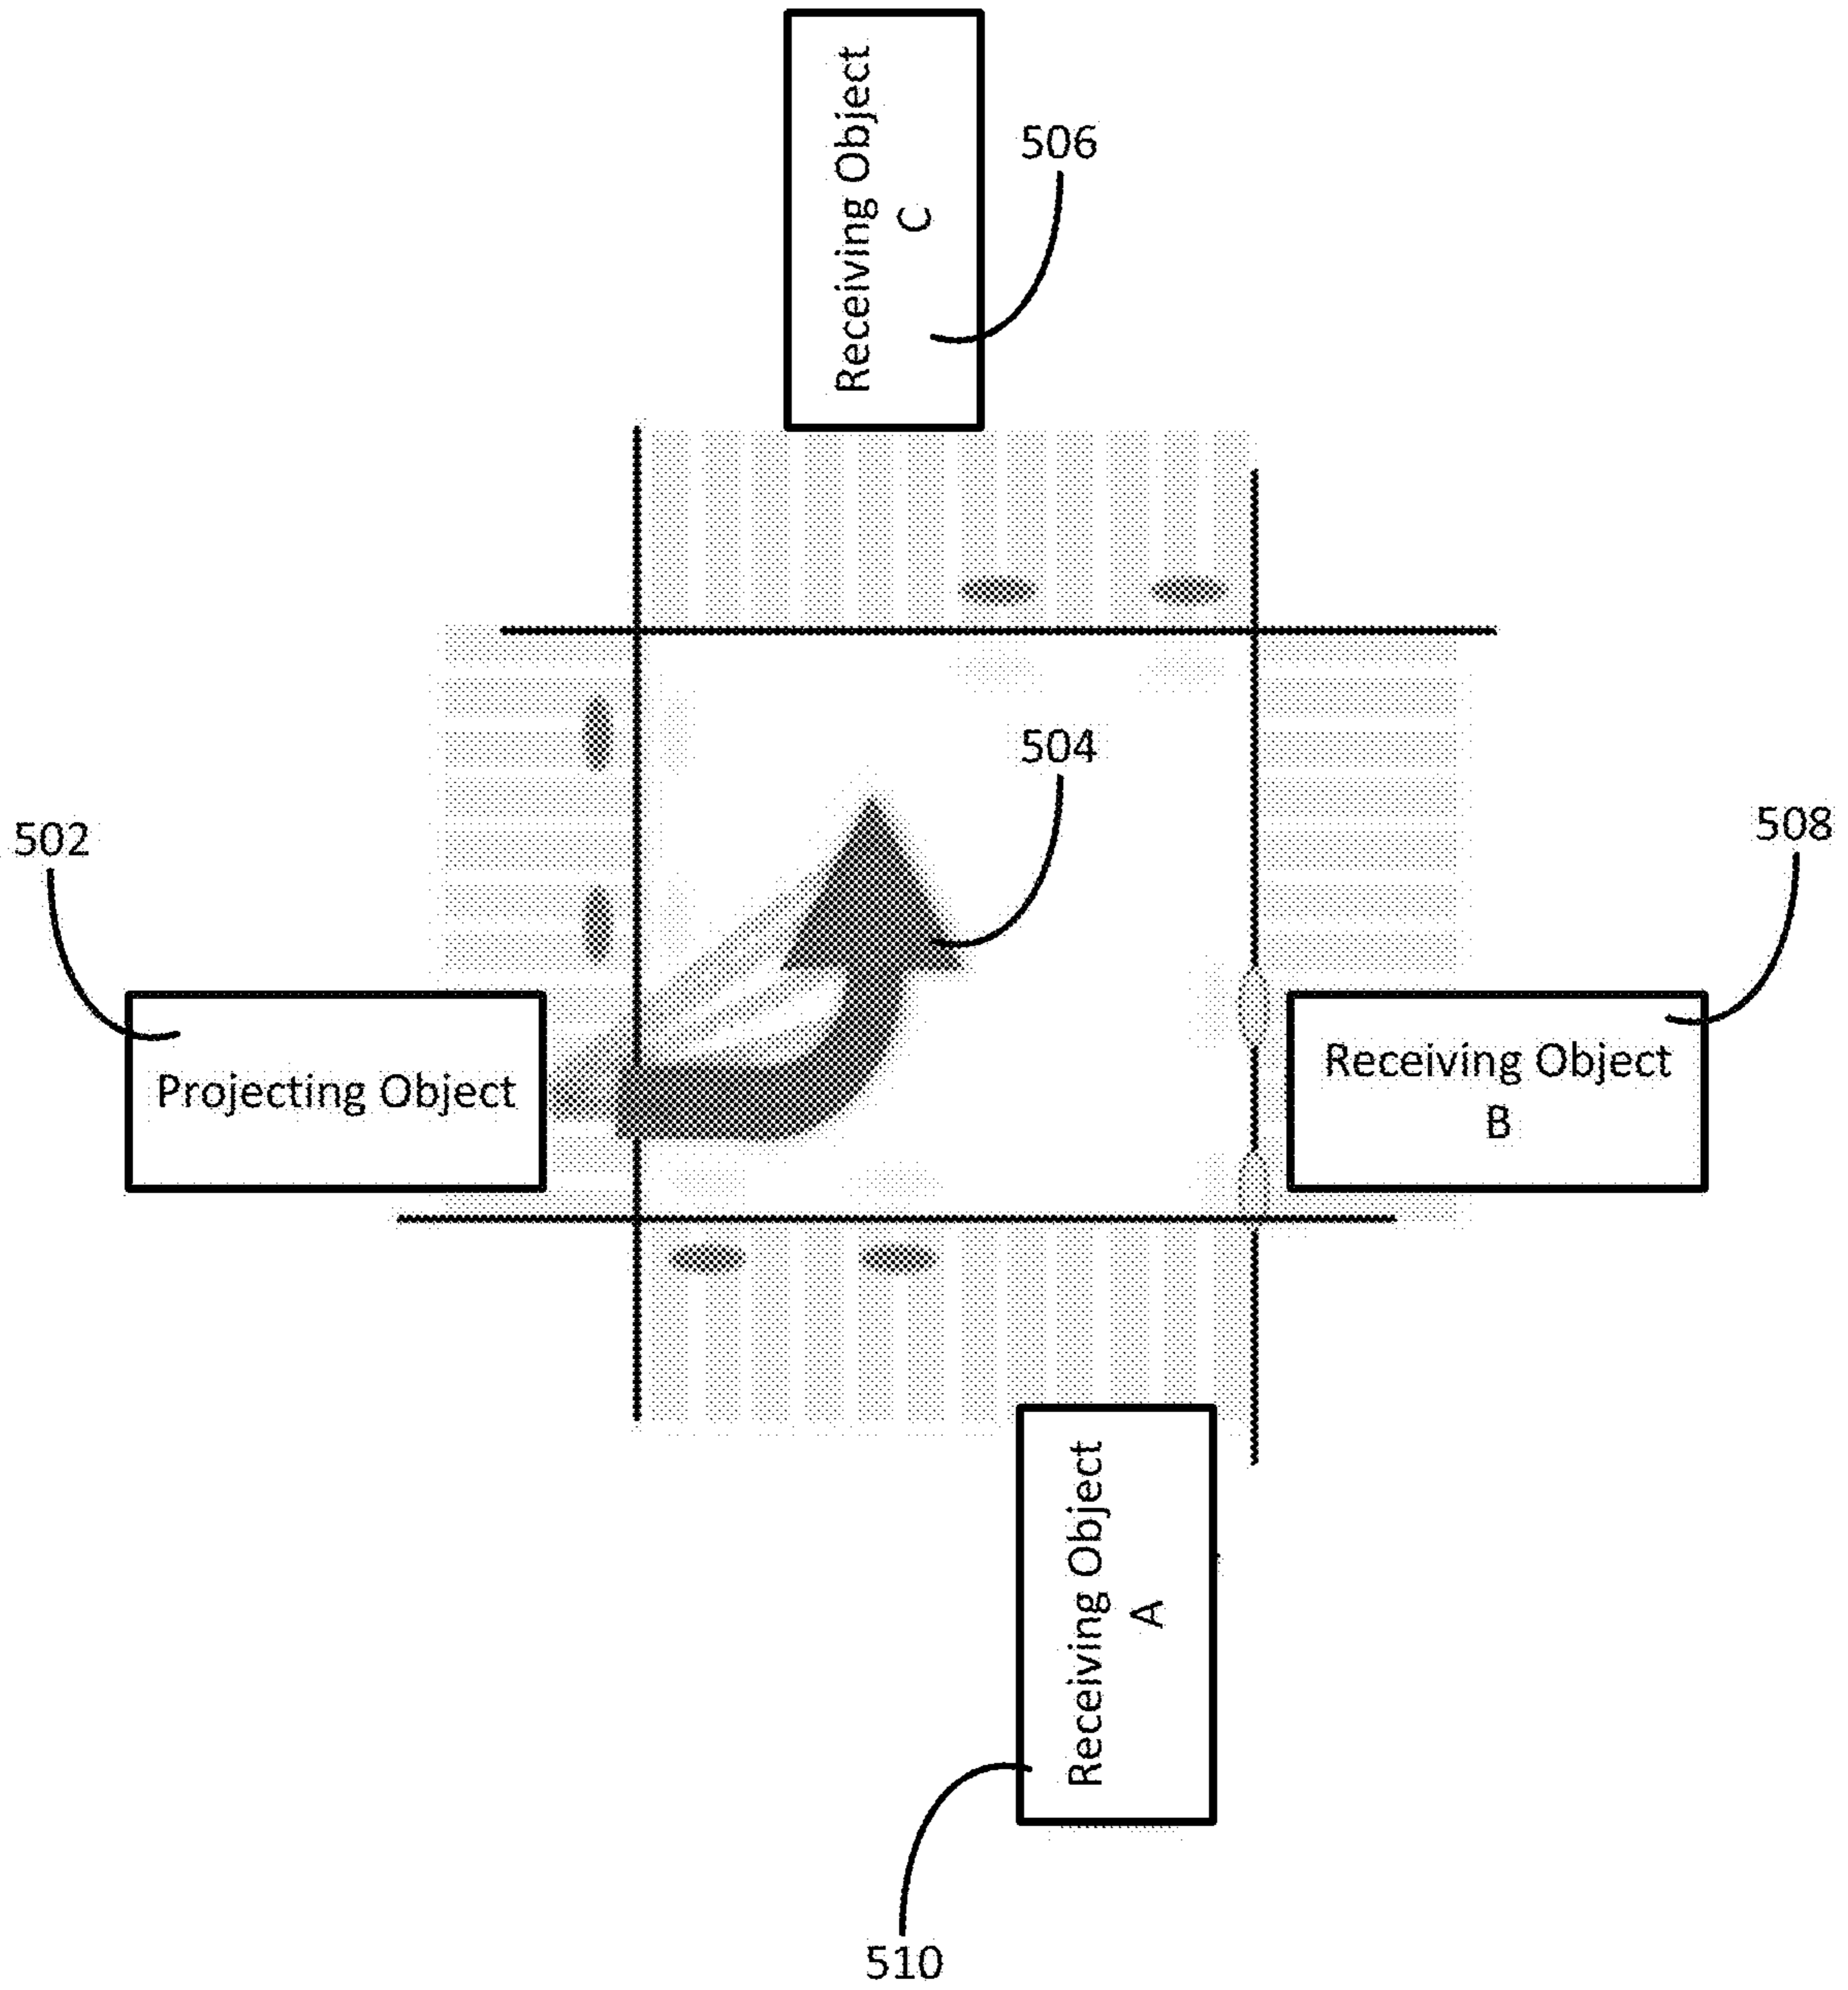 Receiving Object
C
506
504
502
508
Projecting Object
Receiving Object
B
Receiving Object
A
510